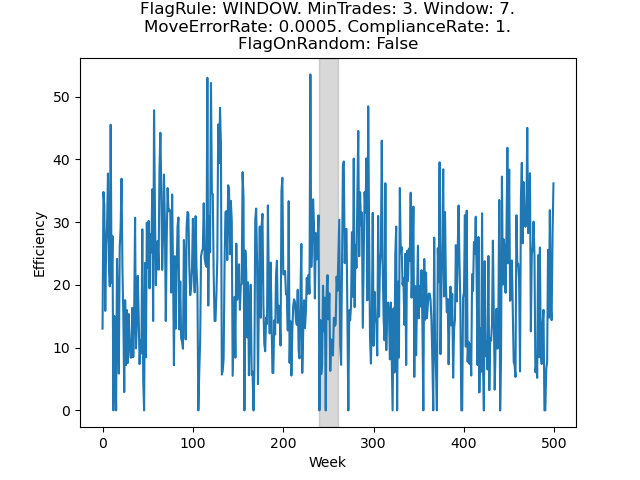 FlagRule: WINDOW. MinTrades: 3. Window: 7.
MoveErrorRate: 0.0005. ComplianceRate: 1.
FlagOnRandom: False
Efficiency
50
40
30
20
10
0
0 100 200 300 400 500
Week